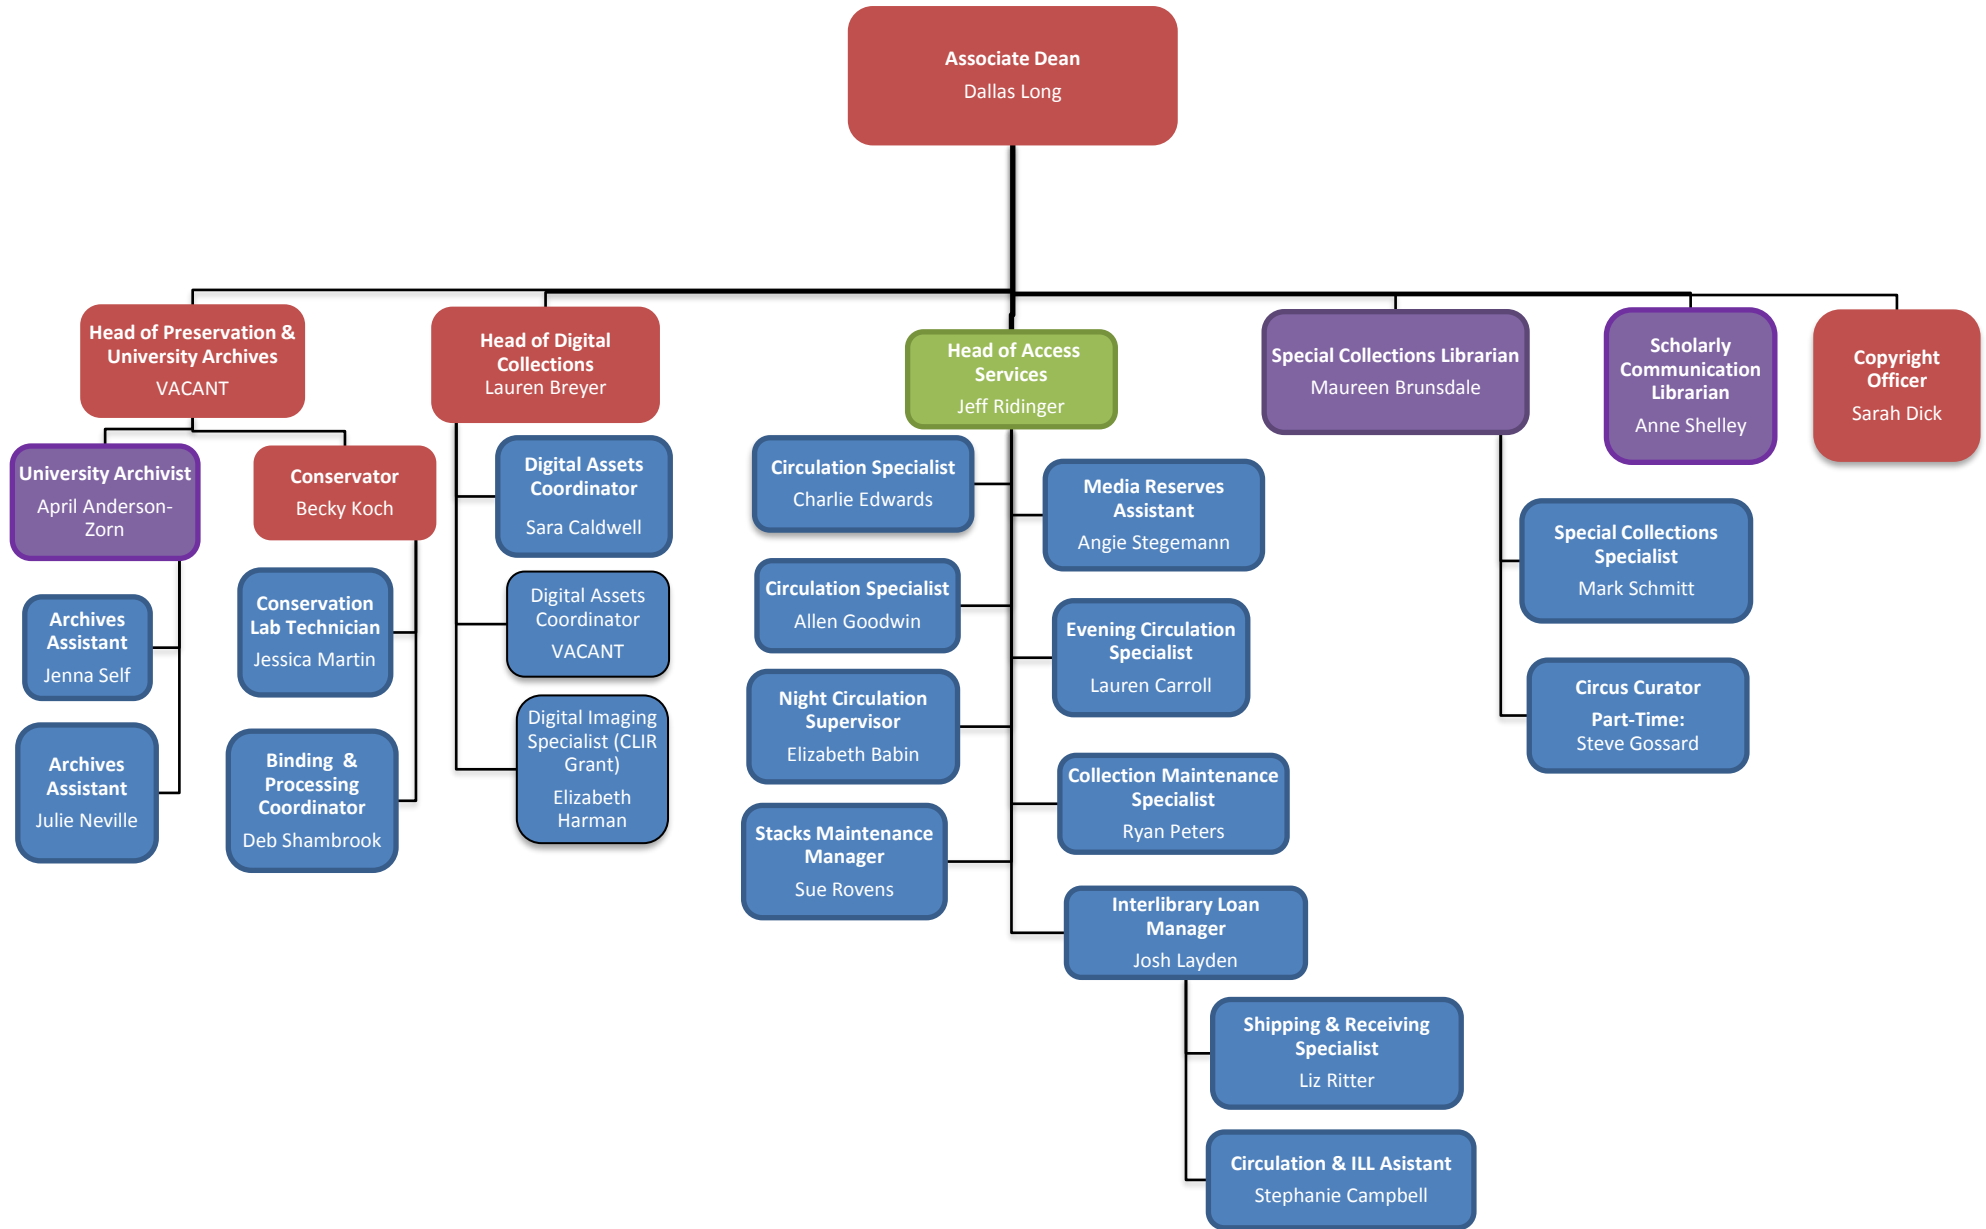 Associate Dean
Dallas Long
Head of Preservation &
University Archives
VACANT
Head of Digital
Collections
Lauren Breyer
Head of Access
Services
Jeff Ridinger
Special Collections Librarian
Maureen Brunsdale
Scholarly
Communication
Librarian
Anne Shelley
Copyright
Officer
Sarah Dick
University Archivist
April Anderson-
Zorn
Conservator
Becky Koch
Archives
Assistant
Jenna Self
Archives
Assistant
Julie Neville
Conservation
Lab Technician
Jessica Martin
Binding &
Processing
Coordinator
Deb Shambrook
Digital Assets
Coordinator
Sara Caldwell
Digital Assets
Coordinator
VACANT
Digital Imaging
Specialist (CLIR
Grant)
Elizabeth
Harman
Circulation Specialist
Charlie Edwards
Circulation Specialist
Allen Goodwin
Night Circulation
Supervisor
Elizabeth Babin
Stacks Maintenance
Manager
Sue Rovens
Media Reserves
Assistant
Angie Stegemann
Evening Circulation
Specialist
Lauren Carroll
Collection Maintenance
Specialist
Ryan Peters
Interlibrary Loan
Manager
Josh Layden
Shipping & Receiving
Specialist
Liz Ritter
Circulation & ILL Asistant
Stephanie Campbell
Special Collections
Specialist
Mark Schmitt
Circus Curator
Part-Time:
Steve Gossard